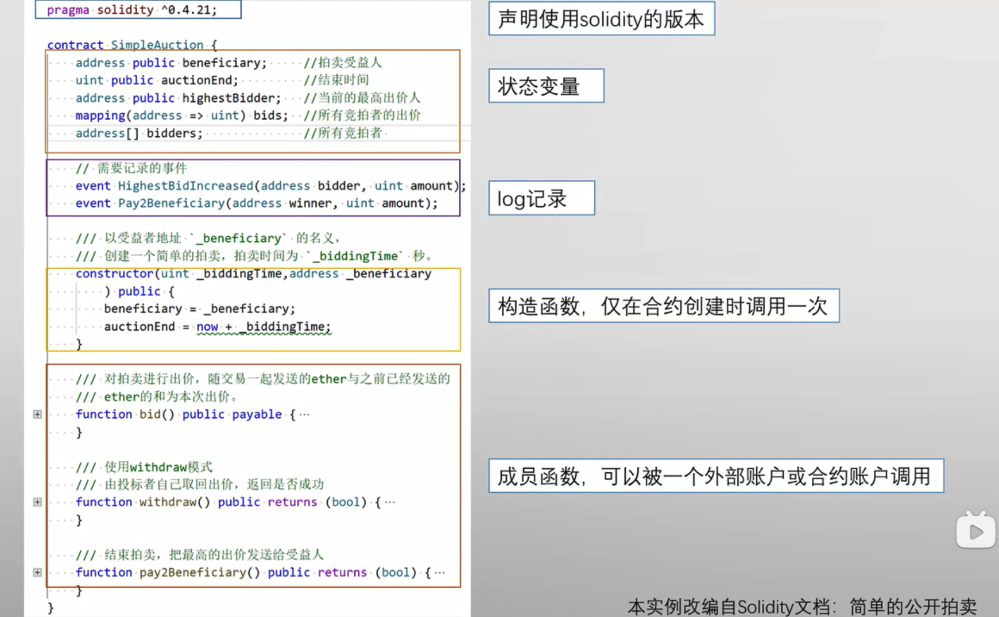 pragma solidity ^0.4.21;
声明使用solidity的版本
contract SimpleAuction {
address public beneficiary; //拍卖受益人
uint public auctionEnd; //结束时间
address public highestBidder; //当前的最高出价人
mapping(address => uint) bids; //所有竞拍者的出价
address[] bidders; //所有竞拍者
状态变量
// 需要记录的事件
event HighestBidIncreased(address bidder, uint amount);
event Pay2Beneficiary(address winner, uint amount);
log记录
/// 以受益者地址 `_beneficiary` 的名义，
/// 创建一个简单的拍卖，拍卖时间为 `_biddingTime` 秒。
constructor(uint _biddingTime,address _beneficiary
) public {
beneficiary = _beneficiary;
auctionEnd = now + _biddingTime;
}
构造函数，仅在合约创建时调用一次
/// 对拍卖进行出价，随交易一起发送的ether与之前已经发送的
/// ether的和为本次出价。
function bid() public payable {···
}
/// 使用withdraw模式
/// 由投标者自己取回出价，返回是否成功
function withdraw() public returns (bool) {···
}
/// 结束拍卖，把最高的出价发送给受益人
function pay2Beneficiary() public returns (bool) {···
}
}
成员函数，可以被一个外部账户或合约账户调用
本实例改编自Solidity文档：简单的公开拍卖